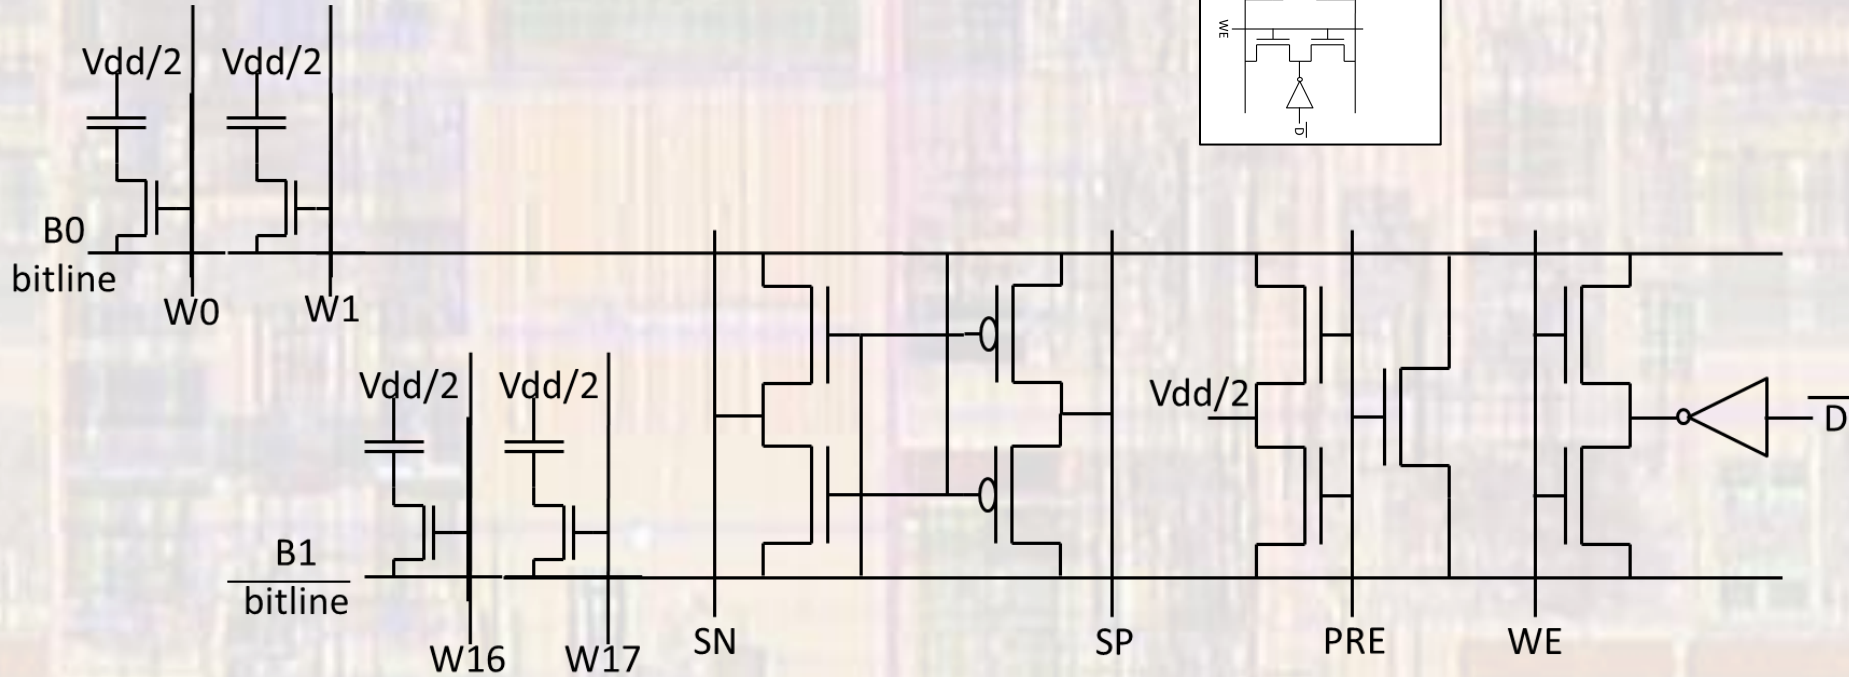 WE
D̅
Vdd/2
Vdd/2
B0
bitline
W0
W1
Vdd/2
Vdd/2
Vdd/2
D̅
B1
bitline
W16
W17
SN
SP
PRE
WE